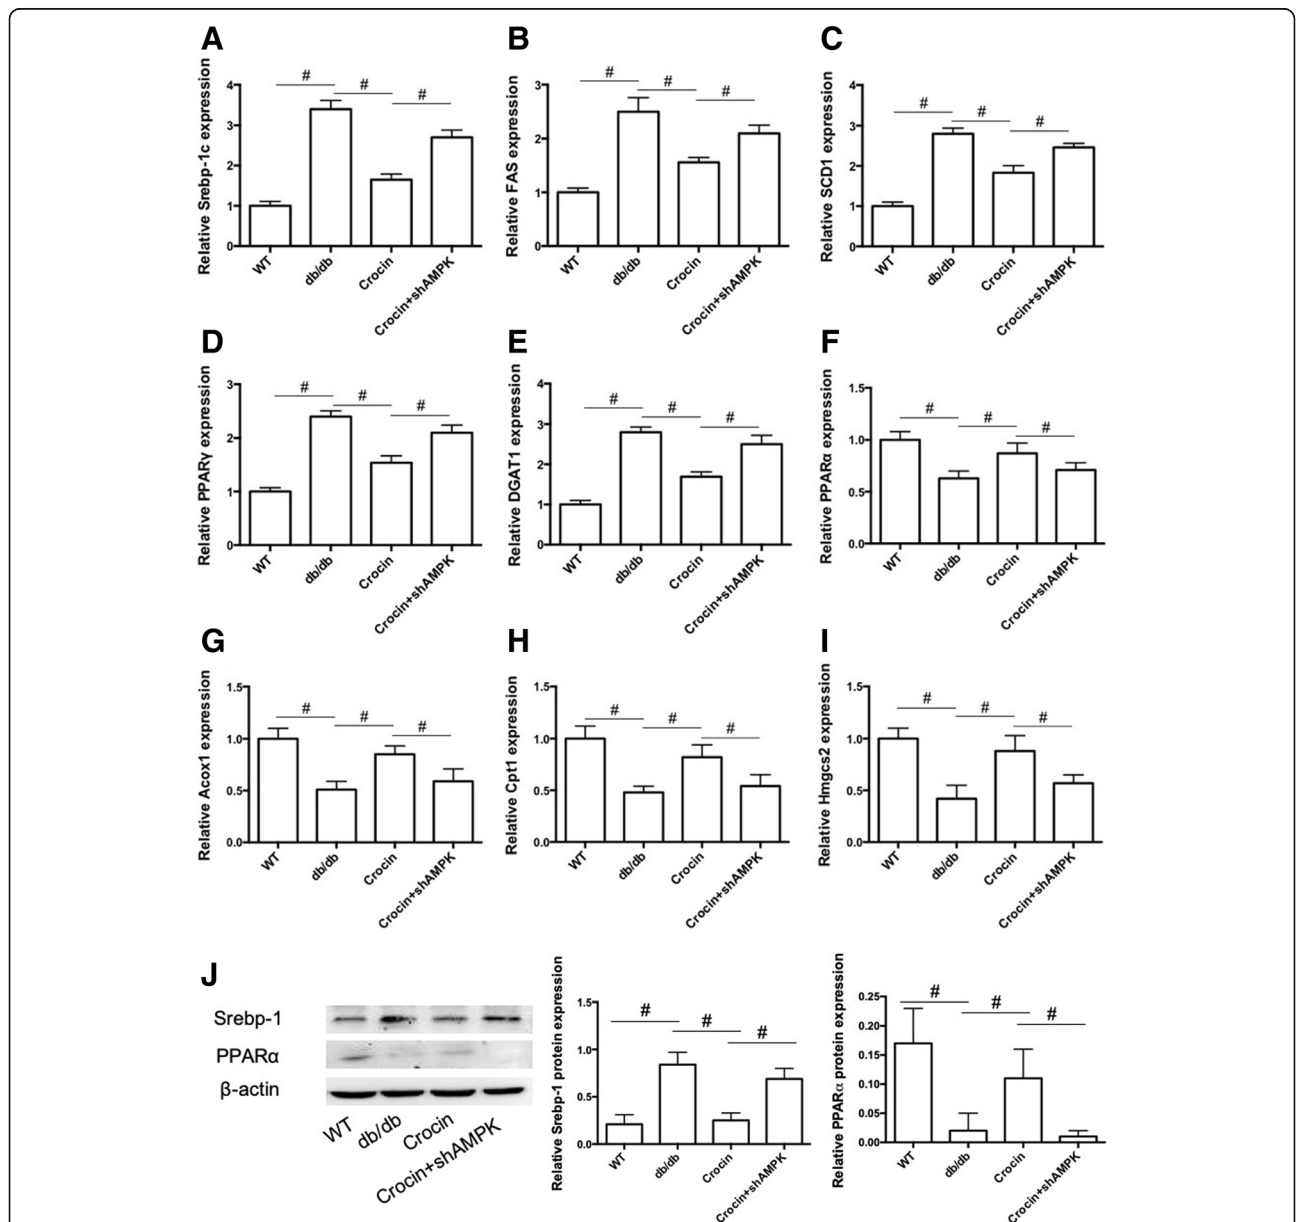 A
Relative Srebp-1c expression
4
3
2
1
0
# # #
WT db/db Crocin Crocin+shAMPK
B
Relative FAS expression
3
2
1
0
# # #
WT db/db Crocin Crocin+shAMPK
C
Relative SCD1 expression
4
3
2
1
0
# # #
WT db/db Crocin Crocin+shAMPK
D
Relative PPARγ expression
3
2
1
0
# # #
WT db/db Crocin Crocin+shAMPK
E
Relative DGAT1 expression
4
3
2
1
0
# # #
WT db/db Crocin Crocin+shAMPK
F
Relative PPARα expression
1.5
1.0
0.5
0.0
# # #
WT db/db Crocin Crocin+shAMPK
G
Relative Acox1 expression
1.5
1.0
0.5
0.0
# # #
WT db/db Crocin Crocin+shAMPK
H
Relative Cpt1 expression
1.5
1.0
0.5
0.0
# # #
WT db/db Crocin Crocin+shAMPK
I
Relative Hmgcs2 expression
1.5
1.0
0.5
0.0
# # #
WT db/db Crocin Crocin+shAMPK
J
Srebp-1
PPARα
β-actin
WT db/db Crocin Crocin+shAMPK
Relative Srebp-1 protein expression
1.5
1.0
0.5
0.0
# # #
WT db/db Crocin Crocin+shAMPK
Relative PPARα protein expression
0.25
0.20
0.15
0.10
0.05
0.00
# # #
WT db/db Crocin Crocin+shAMPK